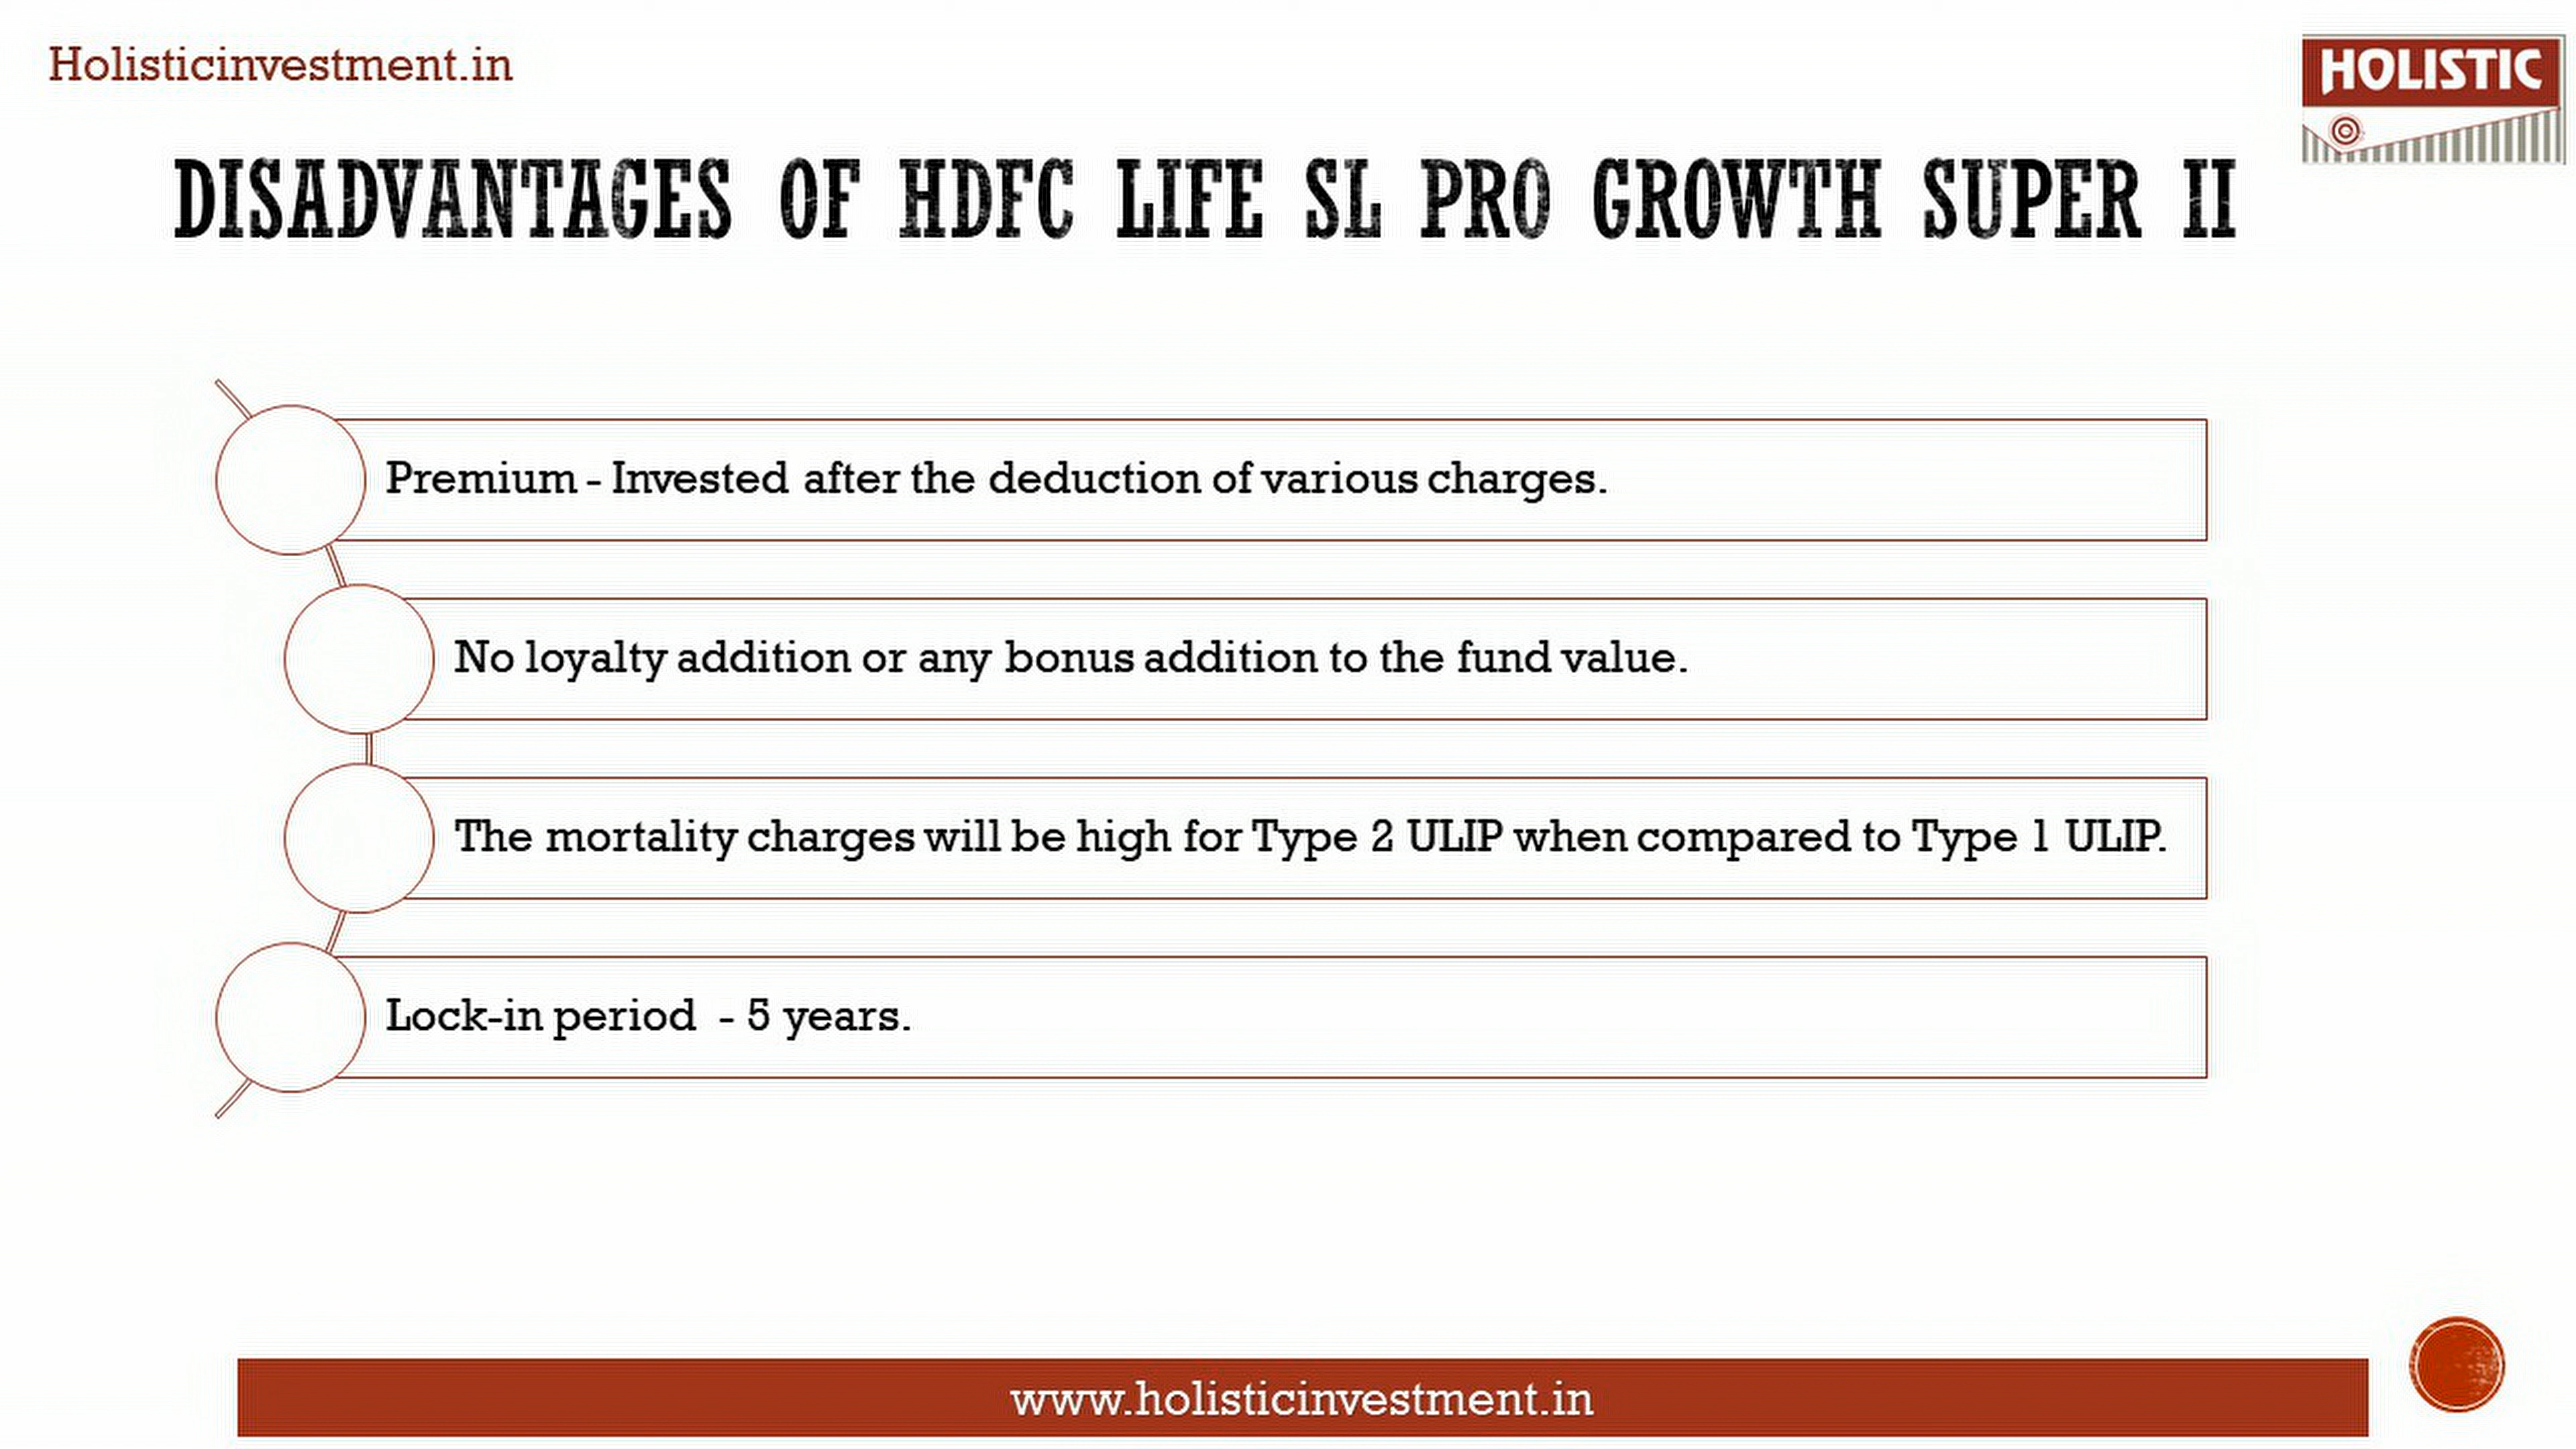 Holisticinvestment.in
HOLISTIC
DISADVANTAGES OF HDFC LIFE SL PRO GROWTH SUPER II
Premium - Invested after the deduction of various charges.
No loyalty addition or any bonus addition to the fund value.
The mortality charges will be high for Type 2 ULIP when compared to Type 1 ULIP.
Lock-in period - 5 years.
www.holisticinvestment.in